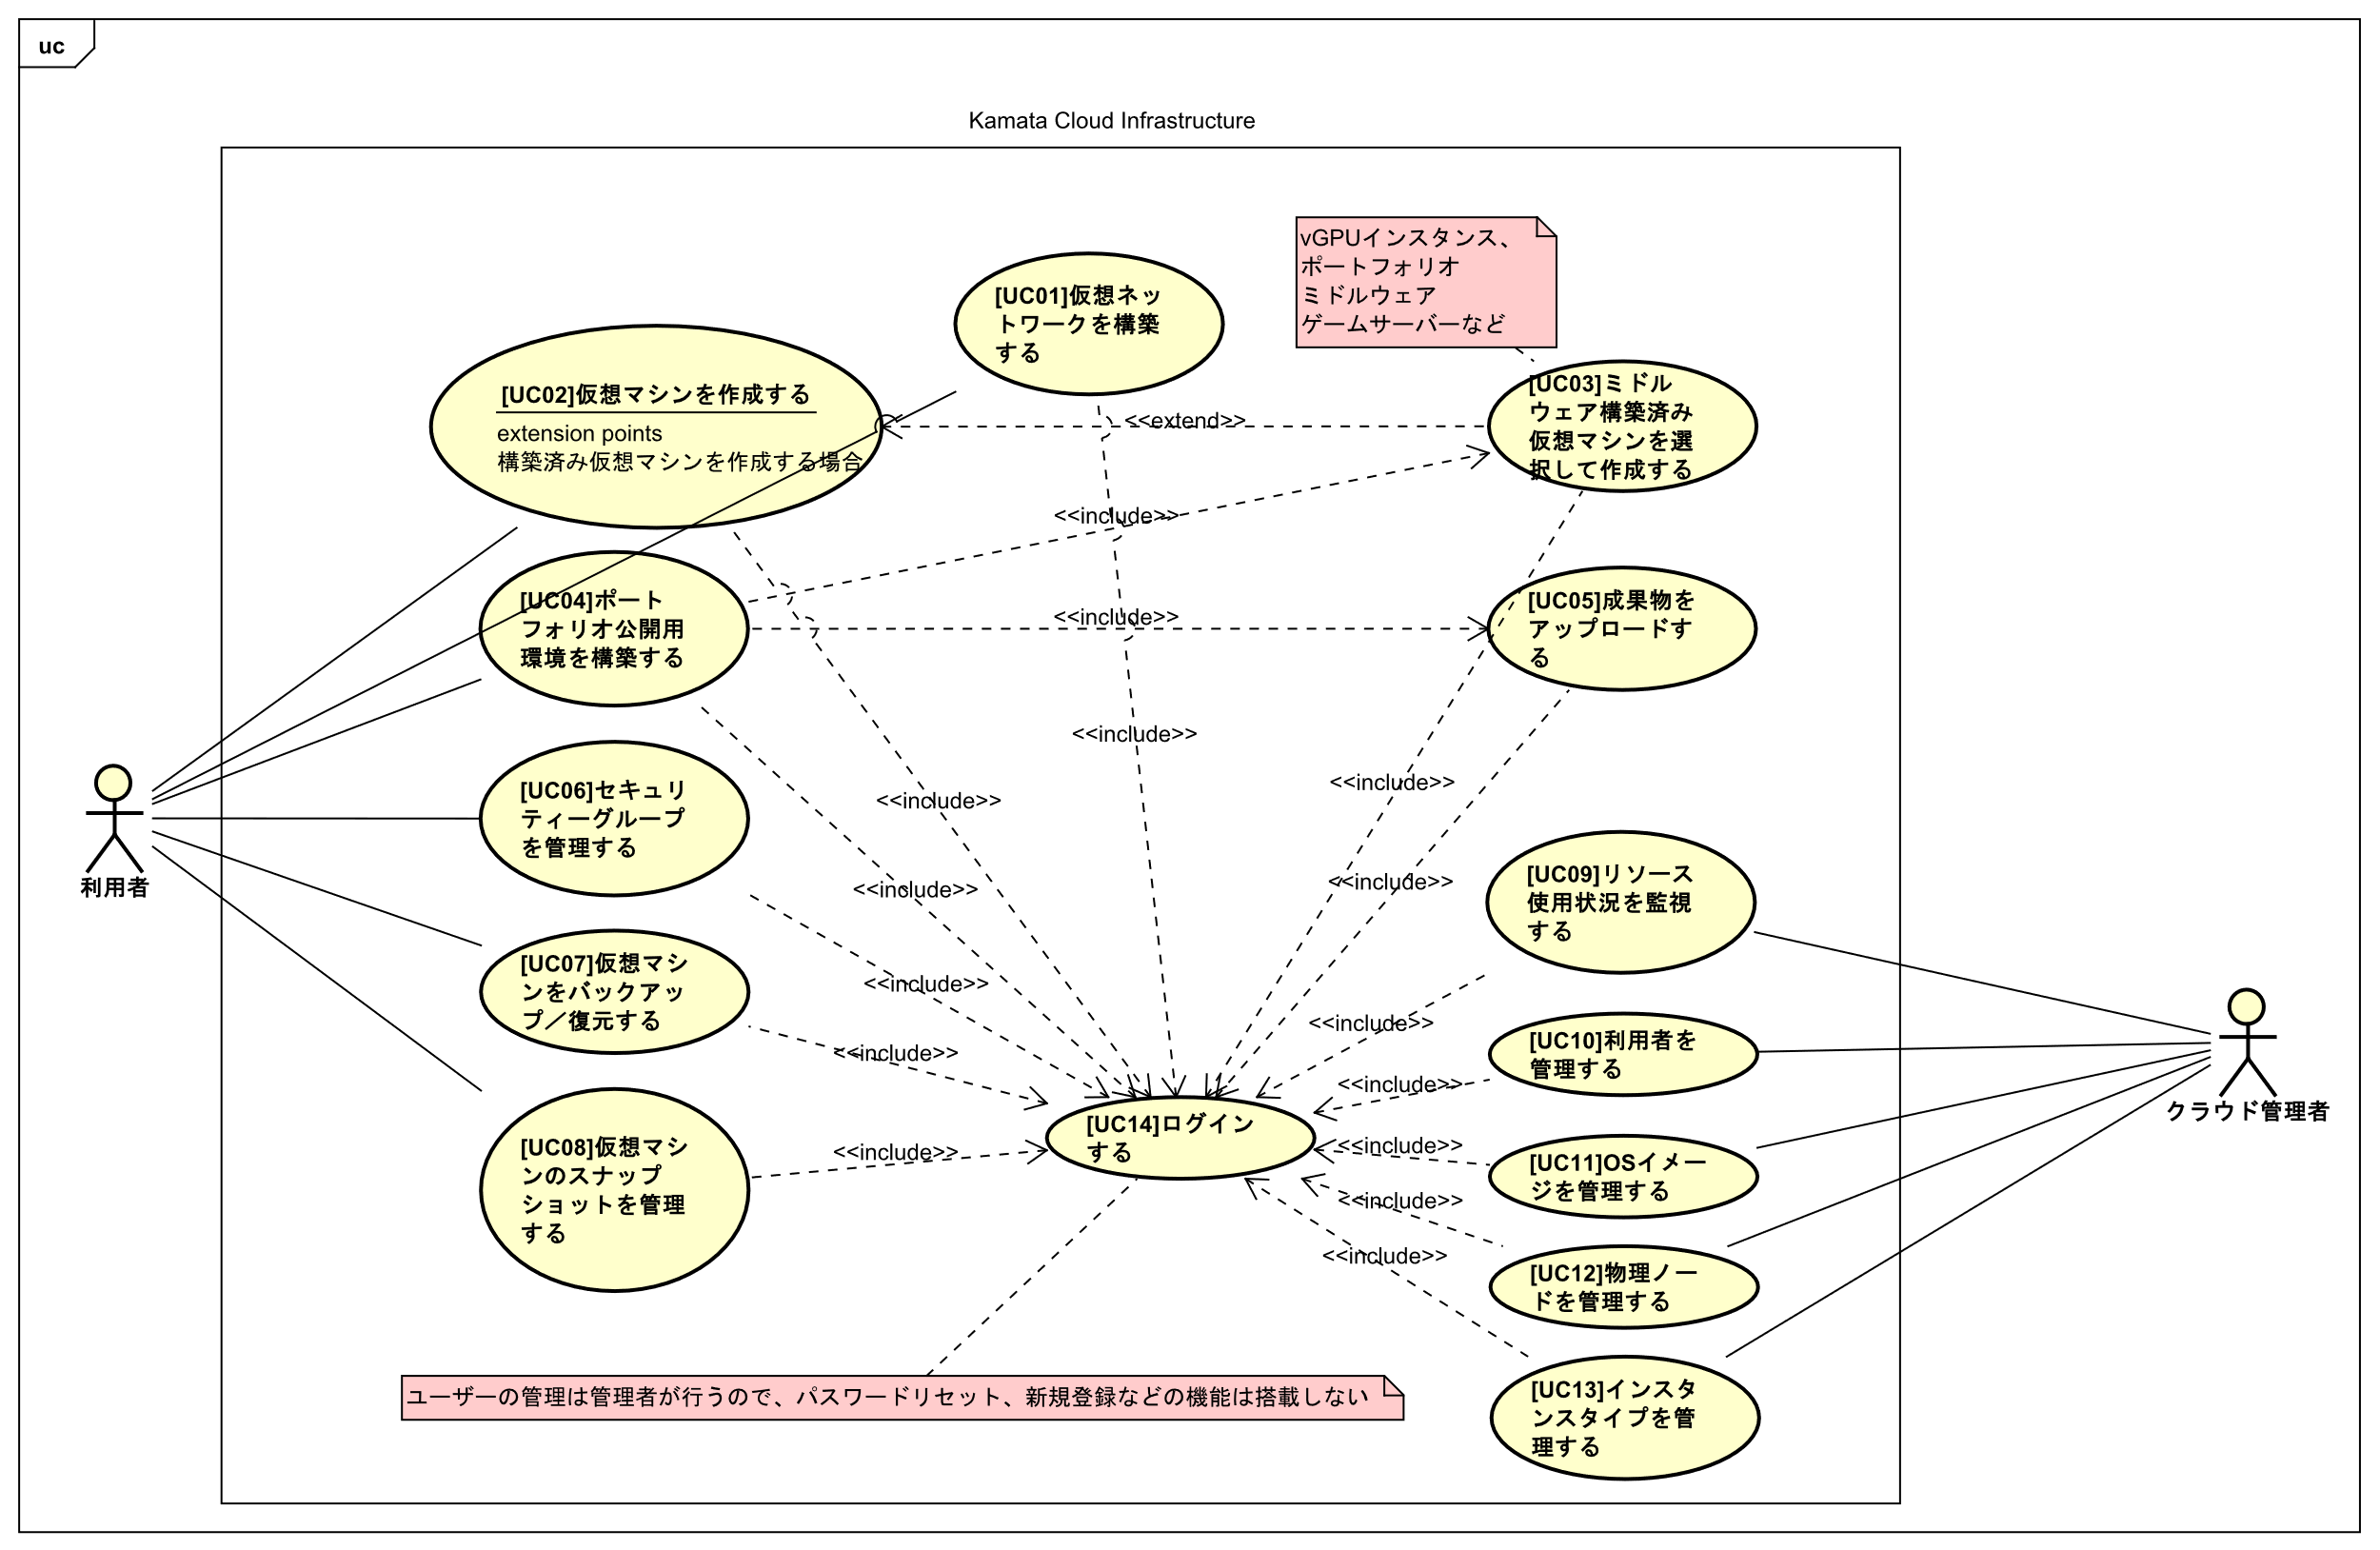 uc
Kamata Cloud Infrastructure
vGPUインスタンス、
ポートフォリオ
ミドルウェア
ゲームサーバーなど
[UC01]仮想ネッ
トワークを構築
する
[UC02]仮想マシンを作成する
extension points
構築済み仮想マシンを作成する場合
<<extend>>
[UC03]ミドル
ウェア構築済み
仮想マシンを選
択して作成する
<<include>>
[UC04]ポート
フォリオ公開用
環境を構築する
<<include>>
[UC05]成果物を
アップロードす
る
<<include>>
[UC06]セキュリ
ティーグループ
を管理する
<<include>>
<<include>>
利用者
<<include>>
<<include>>
[UC09]リソース
使用状況を監視
する
[UC07]仮想マシ
ンをバックアッ
プ／復元する
<<include>>
<<include>>
<<include>>
[UC10]利用者を
管理する
<<include>>
クラウド管理者
[UC08]仮想マシ
ンのスナップ
ショットを管理
する
<<include>>
[UC14]ログイン
する
<<include>>
[UC11]OSイメー
ジを管理する
<<include>>
[UC12]物理ノー
ドを管理する
<<include>>
[UC13]インスタ
ンスタイプを管
理する
ユーザーの管理は管理者が行うので、パスワードリセット、新規登録などの機能は搭載しない